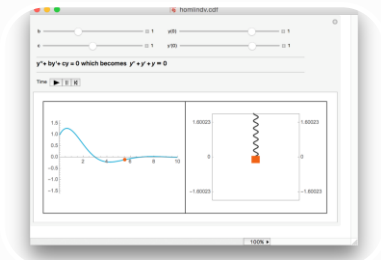 homlindv.cdf
b 1 y(0) 1
c 1 y'(0) 1
y''+ by'+ cy = 0 which becomes y'' + y' + y = 0
Time
1.5
1.0
0.5
0.0
2 4 6 8 10
-0.5
-1.0
-1.5
1.60023 1.60023
0 0
-1.60023 -1.60023
100%